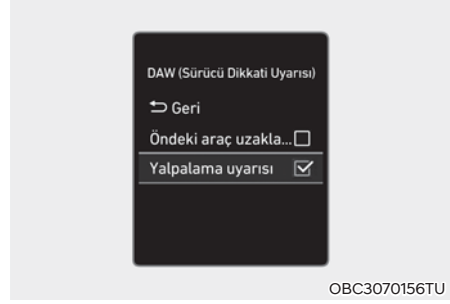 DAW (Sürücü Dikkati Uyarısı)
Geri
Öndeki araç uzakla...
Yalpalama uyarısı
OBC3070156TU